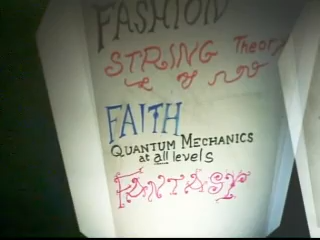 FASHION
STRING Theory
FAITH
QUANTUM MECHANICS
at all levels
FANTASY